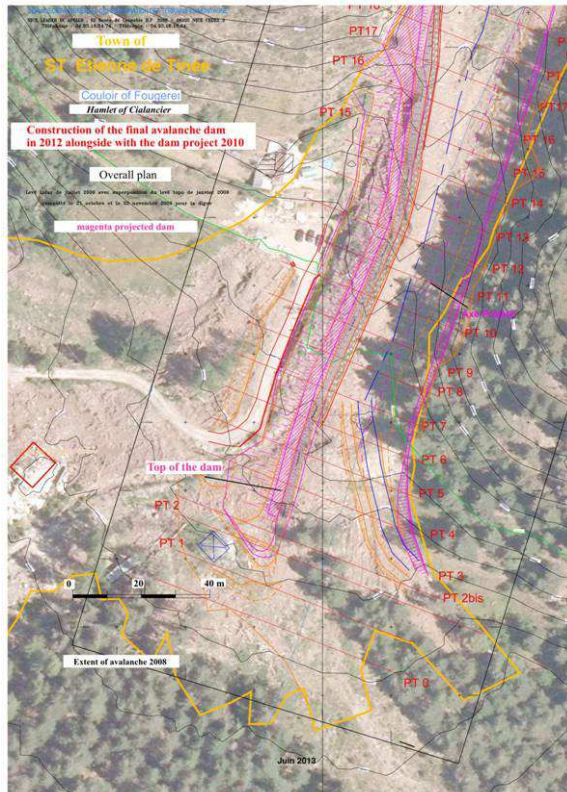 Town of
ST Etienne de Tinée
Couloir of Fougeret
Hamlet of Cialancier
Construction of the final avalanche dam
in 2012 alongside with the dam project 2010
Overall plan
magenta projected dam
PT17
PT 16
PT 15
PT17
PT 16
PT 15
PT 14
PT 13
PT 12
PT 11
PT 10
PT 9
PT 8
PT 7
PT 6
PT 5
PT 4
PT 3
PT 2bis
PT 0
Top of the dam
PT 2
PT 1
0 20 40 m
Extent of avalanche 2008
Juin 2013